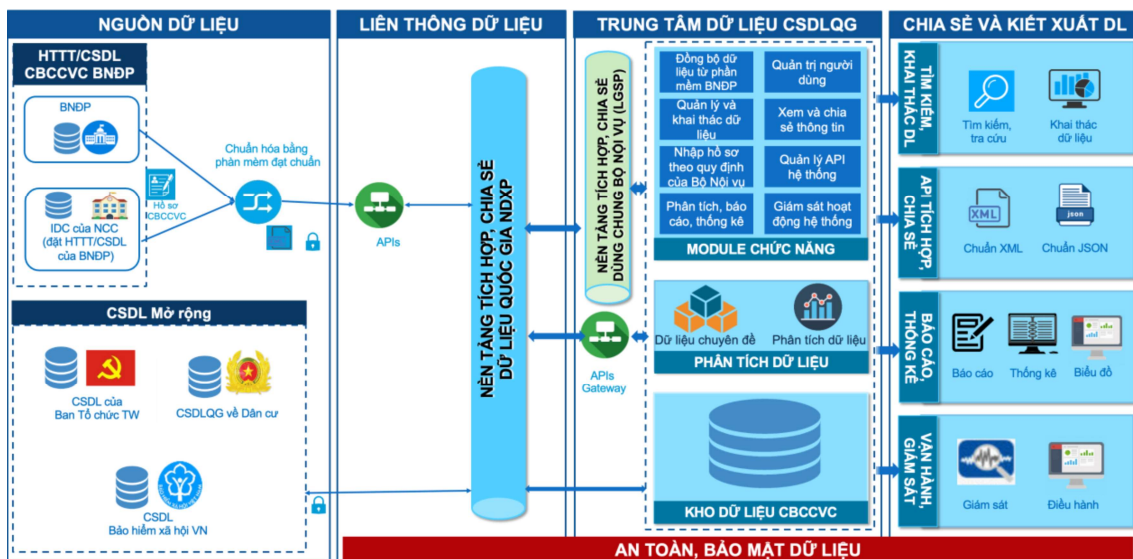 NGUỒN DỮ LIỆU
HTTT/CSDL
CBCCVC BNĐP
BNĐP
Hồ sơ
CBCCVC
IDC của NCC
(đặt HTTT/CSDL
của BNĐP)
Chuẩn hóa bằng
phàn mèm đạt chuẩn
CSDL Mở rộng
CSDL của
Ban Tổ chức TW
CSDLQG về Dân cư
CSDL
Bảo hiểm xã hội VN
LIÊN THÔNG DỮ LIỆU
APIs
NỀN TẢNG TÍCH HỢP, CHIA SẺ
DỮ LIỆU QUỐC GIA NDXP
TRUNG TÂM DỮ LIỆU CSDLQG
NỀN TẢNG TÍCH HỢP, CHIA SẺ
DÙNG CHUNG BỘ NỘI VỤ (LGSP)
APIs
Gateway
Đồng bộ dữ
liệu từ phần
mềm BNĐP
Quản trị người
dùng
Quản lý và
khai thác dữ
liệu
Xem và chia
sẻ thông tin
Nhập hồ sơ
theo quy định
của Bộ Nội vụ
Quản lý API
hệ thống
Phân tích, báo
cáo, thống kê
Giám sát hoạt
động hệ thống
MODULE CHỨC NĂNG
Dữ liệu chuyên đề
Phân tích dữ liệu
PHÂN TÍCH DỮ LIỆU
KHO DỮ LIỆU CBCCVC
CHIA SẺ VÀ KIẾT XUẤT DL
TÌM KIẾM,
KHAI THÁC DL
Tìm kiếm,
tra cứu
Khai thác
dữ liệu
API TÍCH HỢP,
CHIA SẺ
XML
json
Chuẩn XML
Chuẩn JSON
BÁO CÁO,
THỐNG KÊ
Báo cáo
Thống kê
Biểu đồ
VẬN HÀNH,
GIÁM SÁT
Giám sát
Điều hành
AN TOÀN, BẢO MẬT DỮ LIỆU